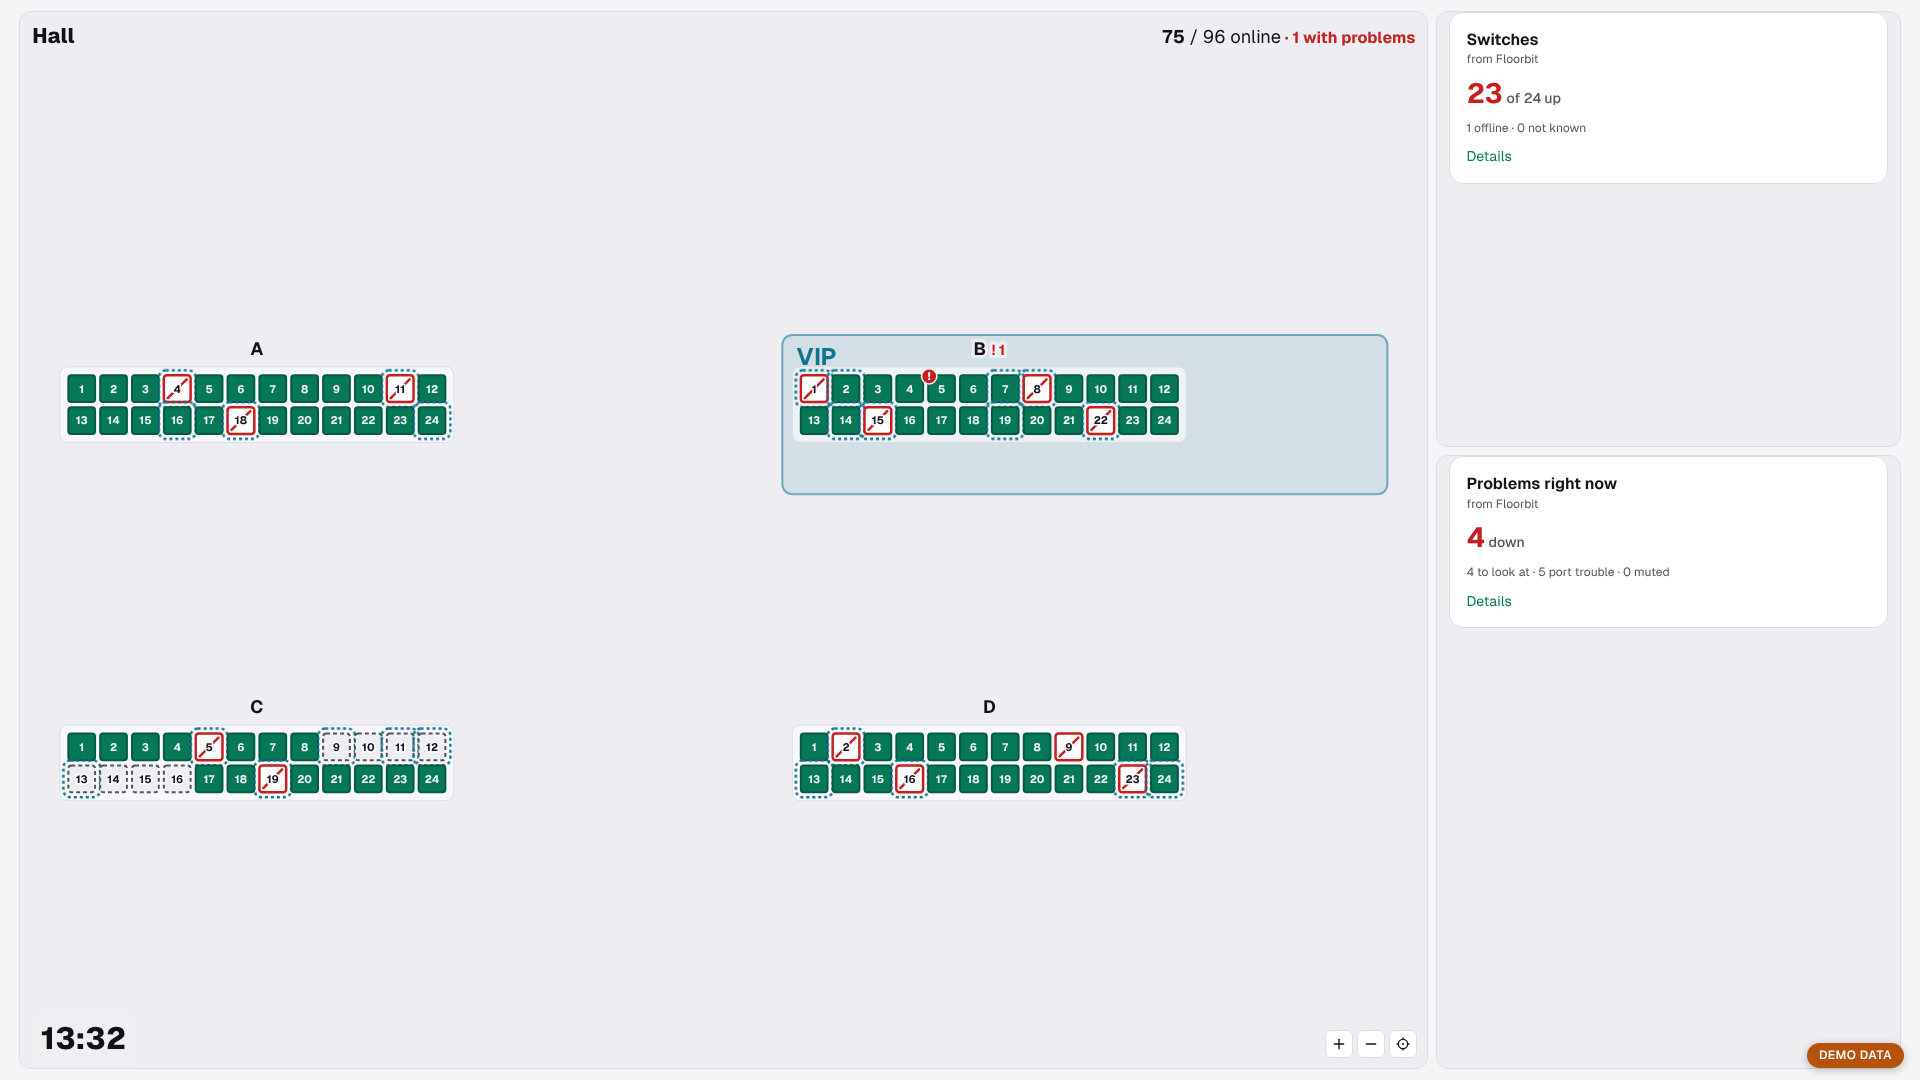 Hall
75 / 96 online · 1 with problems
A
1 2 3 4 5 6 7 8 9 10 11 12
13 14 15 16 17 18 19 20 21 22 23 24
VIP
B ! 1
!
1 2 3 4 5 6 7 8 9 10 11 12
13 14 15 16 17 18 19 20 21 22 23 24
C
1 2 3 4 5 6 7 8 9 10 11 12
13 14 15 16 17 18 19 20 21 22 23 24
D
1 2 3 4 5 6 7 8 9 10 11 12
13 14 15 16 17 18 19 20 21 22 23 24
13:32
+ −
Switches
from Floorbit
23 of 24 up
1 offline · 0 not known
Details
Problems right now
from Floorbit
4 down
4 to look at · 5 port trouble · 0 muted
Details
DEMO DATA